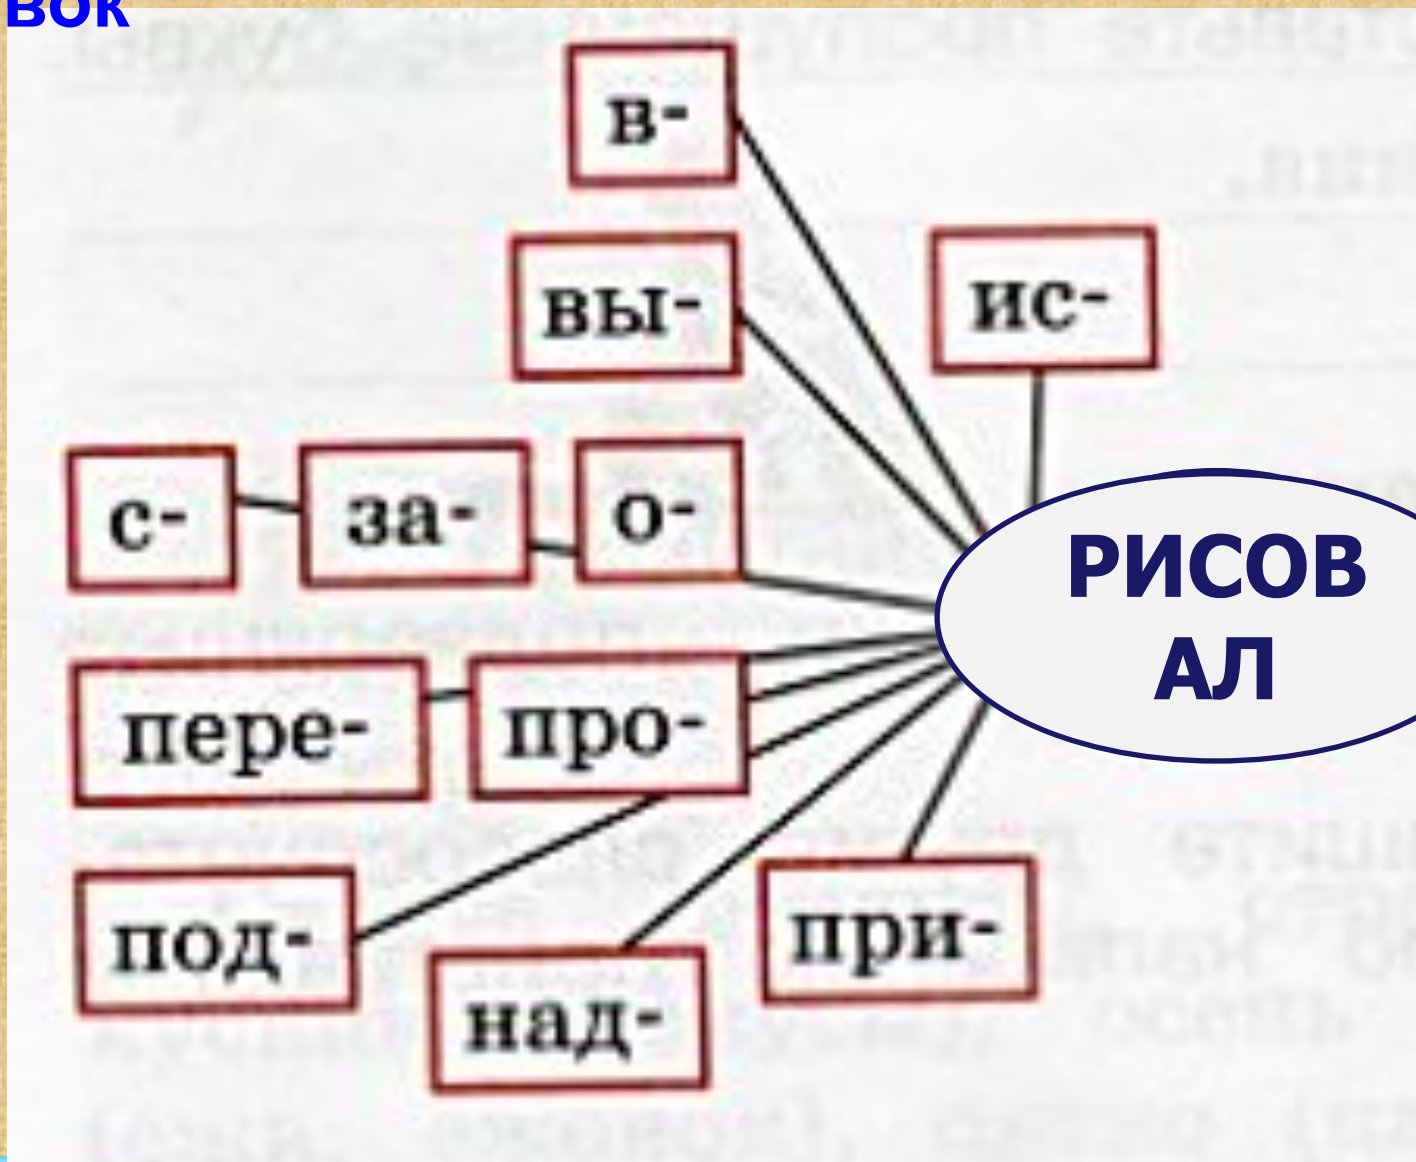 вок
в-
вы-
ис-
с- за- о-
РИСОВ
АЛ
пере- про-
под-
над-
при-